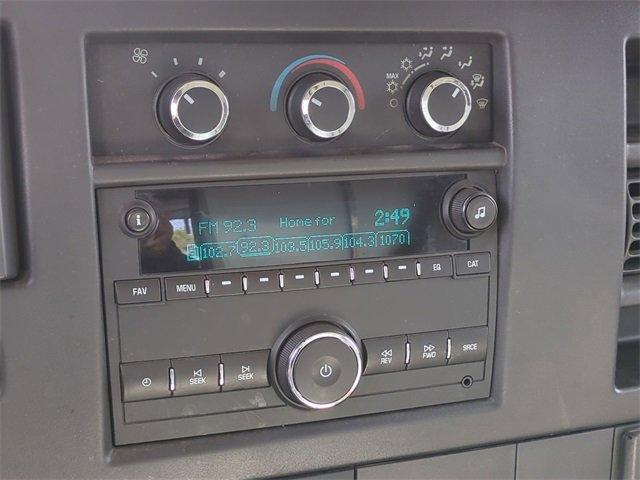 MAX
i
FM 92.3 Home for 2:49
102.7 92.3 103.5 105.9 104.3 1070
FAV MENU EQ CAT
SEEK SEEK REV FWD SRCE